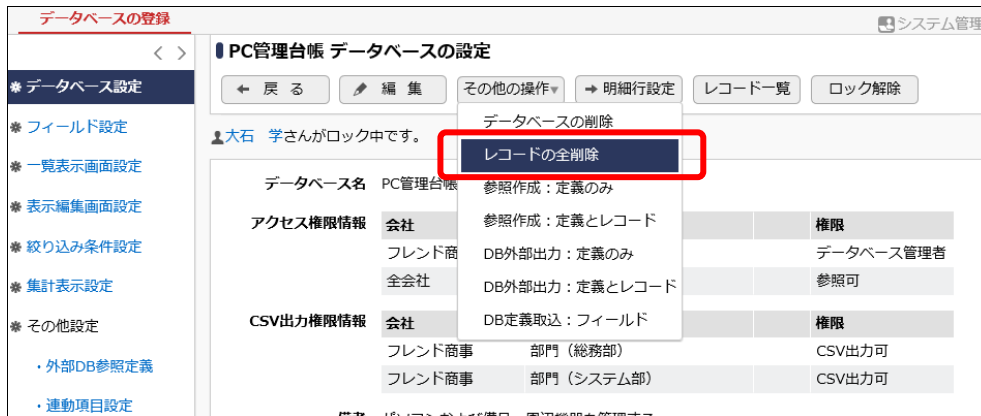 データベースの登録
システム管理
< >
PC管理台帳 データベースの設定
データベース設定
← 戻 る 編 集 その他の操作▼ → 明細行設定 レコード一覧 ロック解除
フィールド設定
大石 学さんがロック中です。
データベースの削除
レコードの全削除
参照作成：定義のみ
参照作成：定義とレコード
DB外部出力：定義のみ
DB外部出力：定義とレコード
DB定義取込：フィールド
一覧表示画面設定
表示編集画面設定
絞り込み条件設定
集計表示設定
その他設定
・外部DB参照定義
・連動項目設定
データベース名 PC管理台帳
アクセス権限情報 会社 権限
フレンド商 データベース管理者
全会社 参照可
CSV出力権限情報 会社 権限
フレンド商事 部門（総務部） CSV出力可
フレンド商事 部門（システム部） CSV出力可